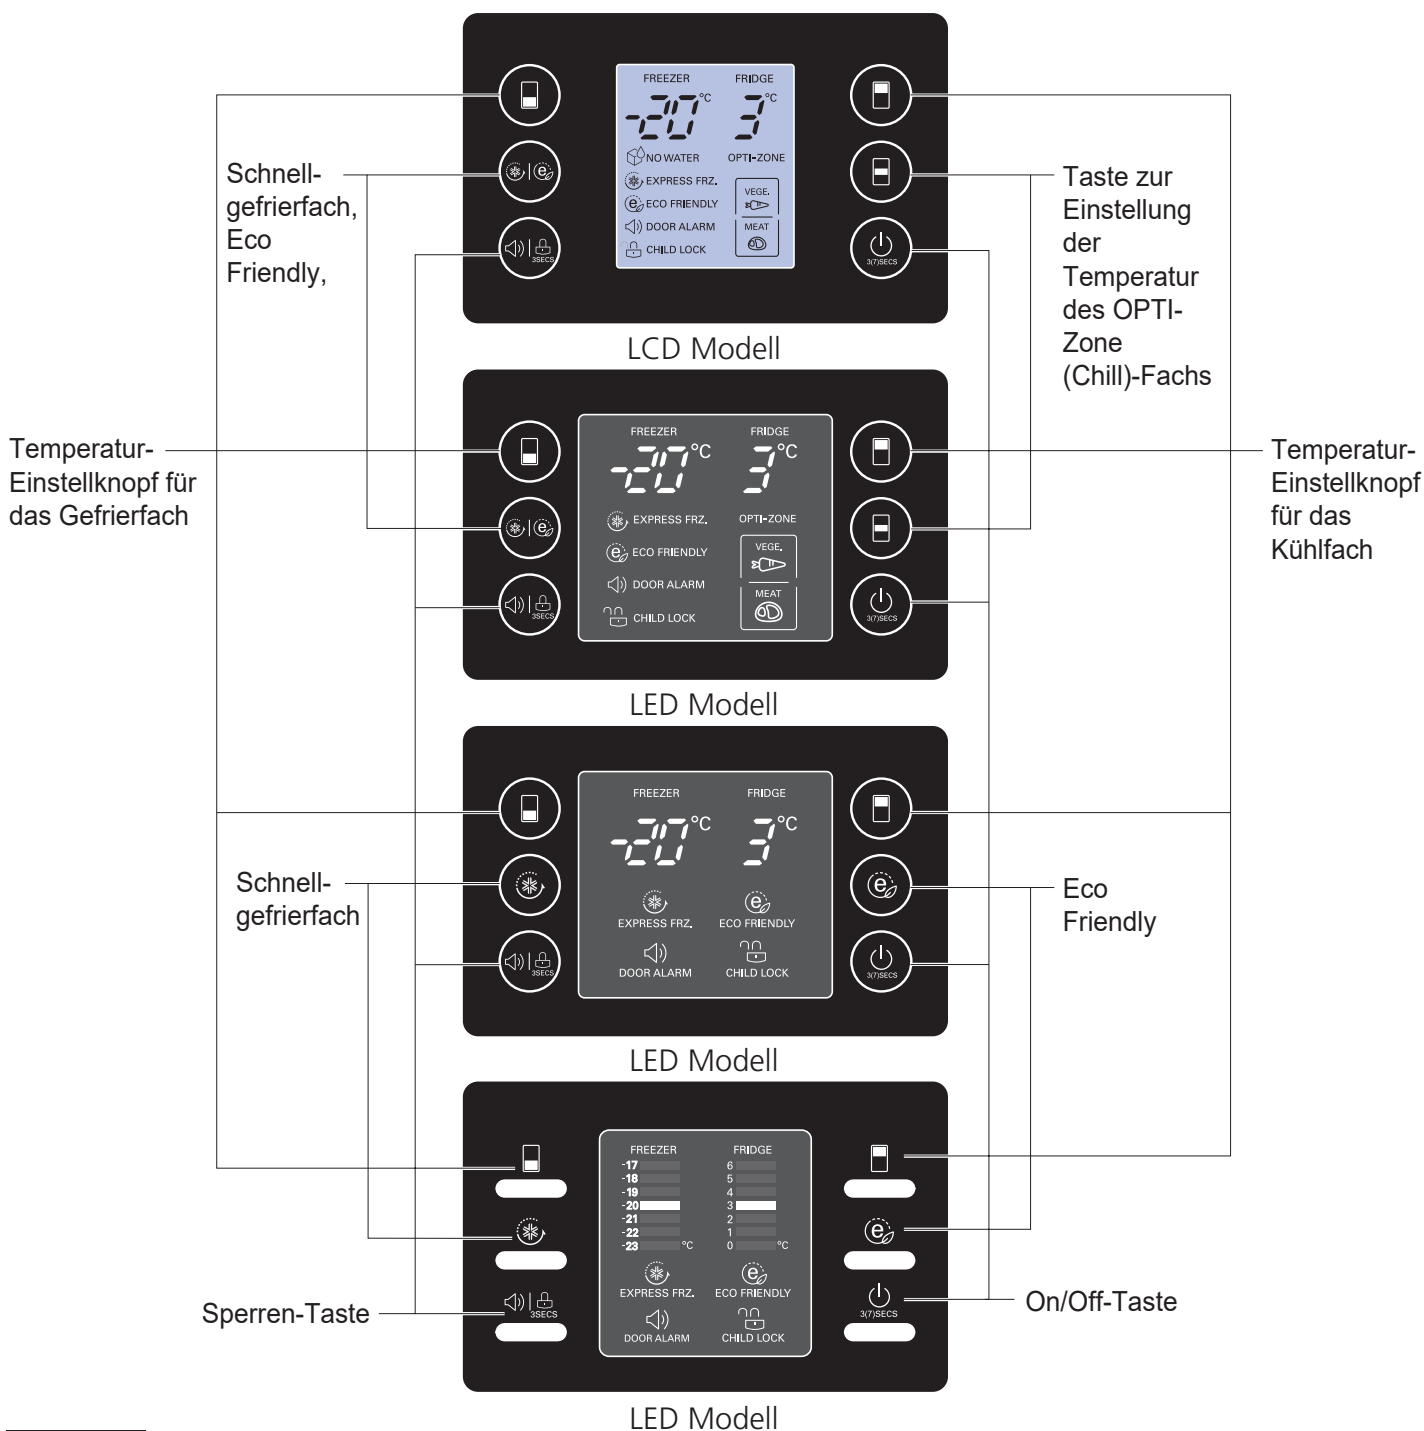 FREEZER FRIDGE
-20 °C 3 °C
NO WATER OPTI-ZONE
EXPRESS FRZ.
VEGE.
ECO FRIENDLY
DOOR ALARM MEAT
CHILD LOCK
e
3SECS
3(7)SECS
LCD Modell
Schnell-
gefrierfach,
Eco
Friendly,
Taste zur
Einstellung
der
Temperatur
des OPTI-
Zone
(Chill)-Fachs
FREEZER FRIDGE
-20 °C 3 °C
EXPRESS FRZ. OPTI-ZONE
ECO FRIENDLY VEGE.
DOOR ALARM
MEAT
CHILD LOCK
e
3SECS
3(7)SECS
LED Modell
Temperatur-
Einstellknopf für
das Gefrierfach
Temperatur-
Einstellknopf
für das
Kühlfach
FREEZER FRIDGE
-20 °C 3 °C
e
EXPRESS FRZ. ECO FRIENDLY
DOOR ALARM CHILD LOCK
e
3SECS
3(7)SECS
LED Modell
Schnell-
gefrierfach
Eco
Friendly
FREEZER FRIDGE
-17 6
-18 5
-19 4
-20 3
-21 2
-22 1
-23 °C 0 °C
e
EXPRESS FRZ. ECO FRIENDLY
DOOR ALARM CHILD LOCK
e
3SECS
3(7)SECS
Sperren-Taste
On/Off-Taste
LED Modell